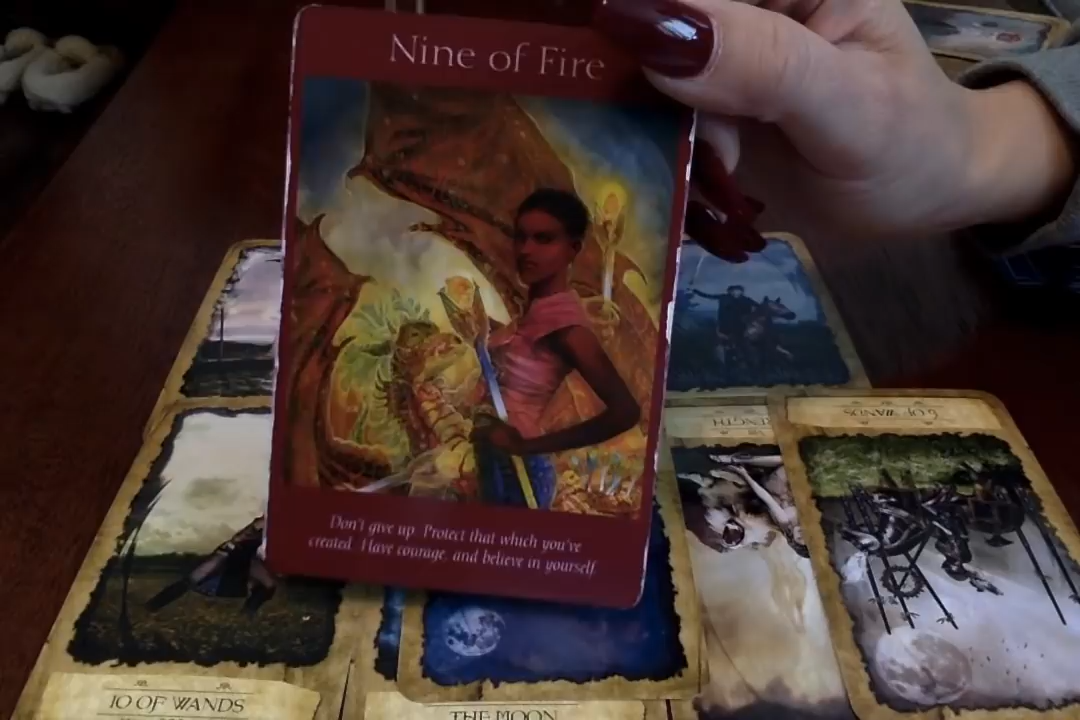 Nine of Fire
Don't give up. Protect that which you've
created. Have courage, and believe in yourself.
ENGTH
6 OF WANDS
10 OF WANDS
THE MOON